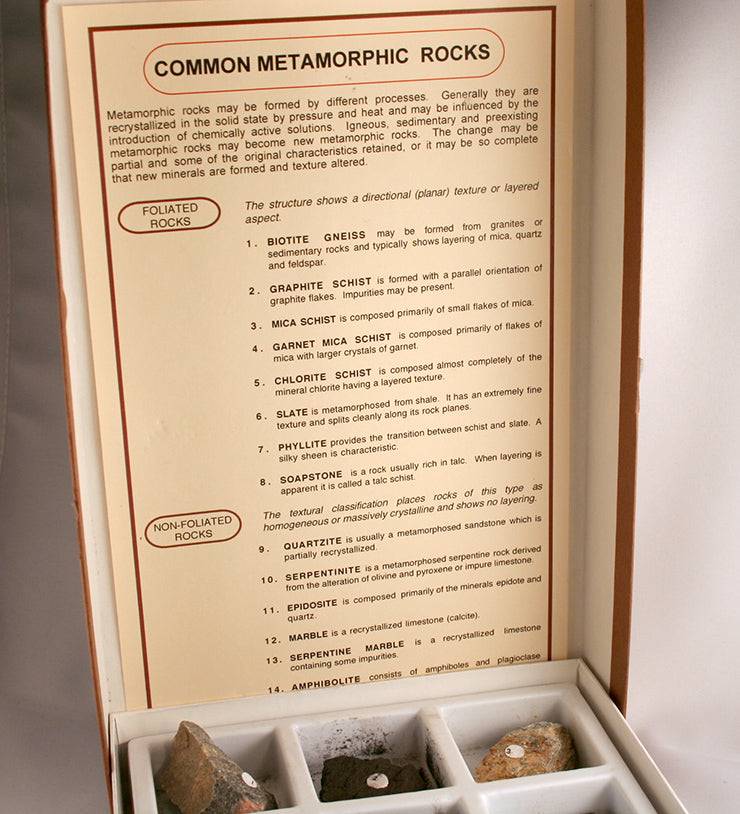 COMMON METAMORPHIC ROCKS
Metamorphic rocks may be formed by different processes. Generally they are
recrystallized in the solid state by pressure and heat and may be influenced by the
introduction of chemically active solutions. Igneous, sedimentary and preexisting
metamorphic rocks may become new metamorphic rocks. The change may be
partial and some of the original characteristics retained, or it may be so complete
that new minerals are formed and texture altered.
FOLIATED
ROCKS
The structure shows a directional (planar) texture or layered
aspect.
1. BIOTITE GNEISS may be formed from granites or
sedimentary rocks and typically shows layering of mica, quartz
and feldspar.
2. GRAPHITE SCHIST is formed with a parallel orientation of
graphite flakes. Impurities may be present.
3. MICA SCHIST is composed primarily of small flakes of mica.
4. GARNET MICA SCHIST is composed primarily of flakes of
mica with larger crystals of garnet.
5. CHLORITE SCHIST is composed almost completely of the
mineral chlorite having a layered texture.
6. SLATE is metamorphosed from shale. It has an extremely fine
texture and splits cleanly along its rock planes.
7. PHYLLITE provides the transition between schist and slate. A
silky sheen is characteristic.
8. SOAPSTONE is a rock usually rich in talc. When layering is
apparent it is called a talc schist.
NON-FOLIATED
ROCKS
The textural classification places rocks of this type as
homogeneous or massively crystalline and shows no layering.
9. QUARTZITE is usually a metamorphosed sandstone which is
partially recrystallized.
10. SERPENTINITE is a metamorphosed serpentine rock derived
from the alteration of olivine and pyroxene or impure limestone.
11. EPIDOSITE is composed primarily of the minerals epidote and
quartz.
12. MARBLE is a recrystallized limestone (calcite).
13. SERPENTINE MARBLE is a recrystallized limestone
containing some impurities.
14. AMPHIBOLITE consists of amphiboles and plagioclase
3